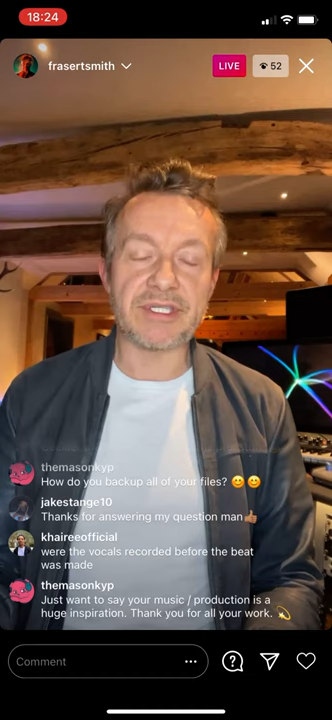 18:24
frasertsmith
LIVE
52
themasonkyp
How do you backup all of your files? 😀😀
jakestange10
Thanks for answering my question man👍🏽
khaireeofficial
were the vocals recorded before the beat
was made
themasonkyp
Just want to say your music / production is a
huge inspiration. Thank you for all your work. 💫
Comment